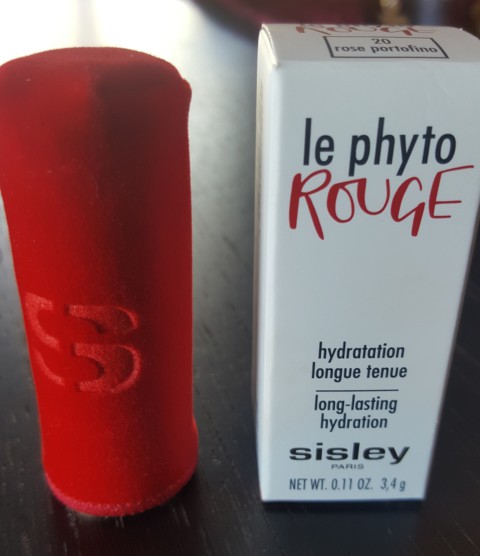 ROUGE
20
rose portofino
le phyto
ROUGE
hydratation
longue tenue
long-lasting
hydration
sisley
PARIS
NET WT. 0.11 OZ. 3,4 g
S